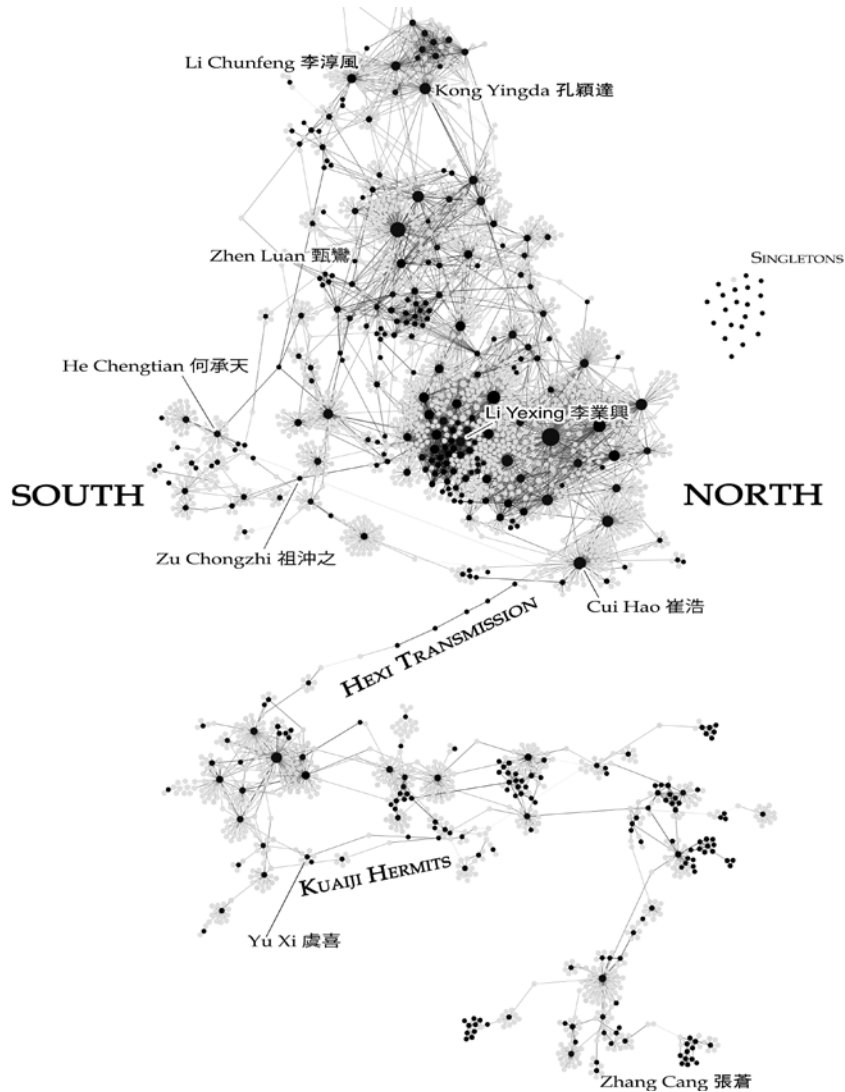 Li Chunfeng 李淳風
Kong Yingda 孔穎達
Zhen Luan 甄鸞
SINGLETONS
He Chengtian 何承天
Li Yexing 李業興
SOUTH
NORTH
Zu Chongzhi 祖沖之
Cui Hao 崔浩
HEXI TRANSMISSION
KUAIJI HERMITS
Yu Xi 虞喜
Zhang Cang 張蒼